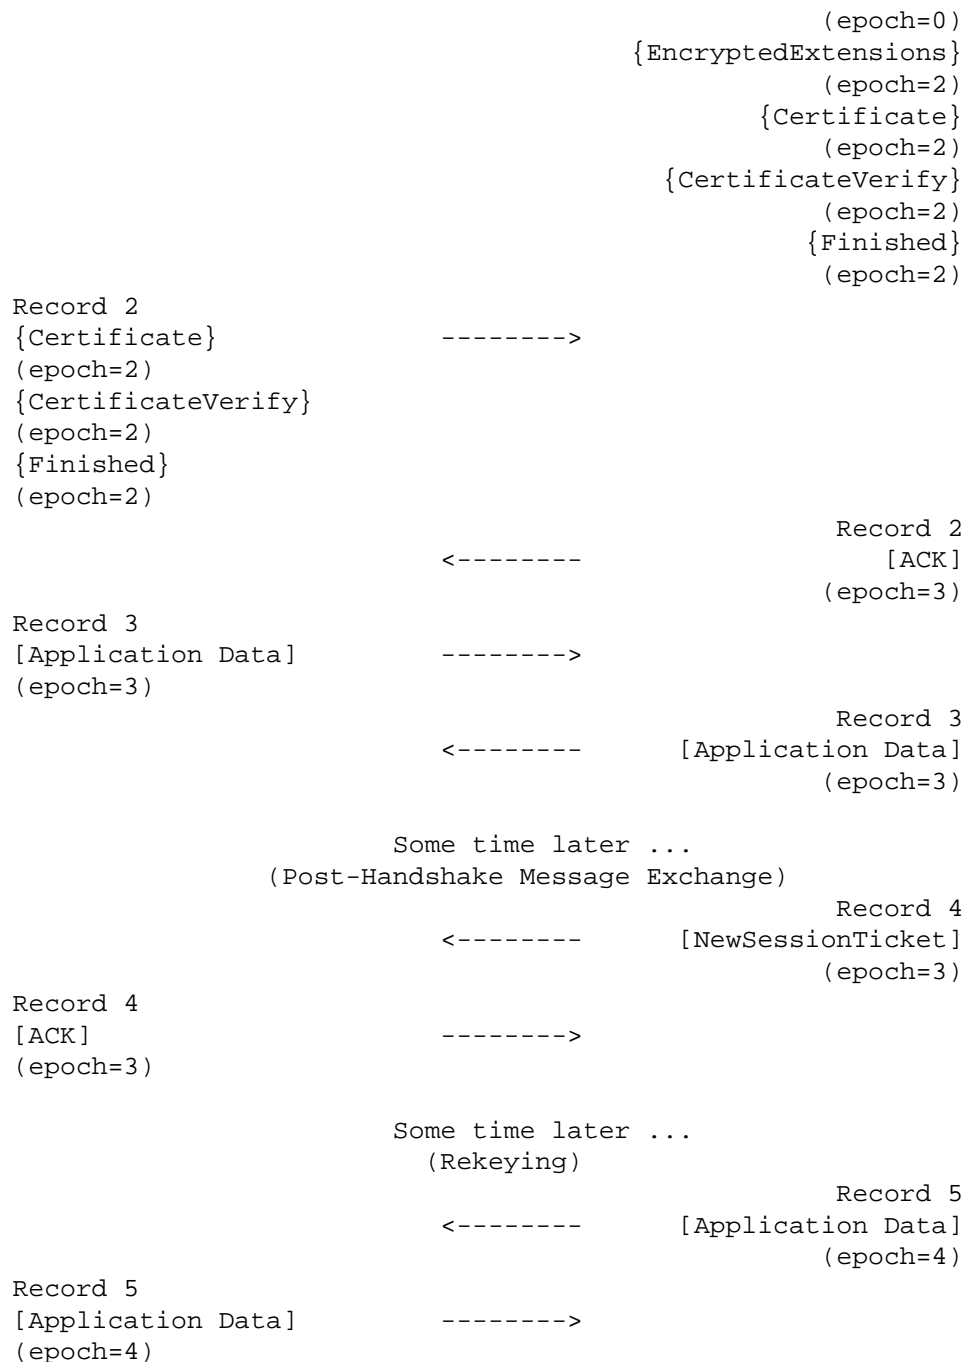 (epoch=0)
{EncryptedExtensions}
(epoch=2)
{Certificate}
(epoch=2)
{CertificateVerify}
(epoch=2)
{Finished}
(epoch=2)
Record 2
{Certificate} -------->
(epoch=2)
{CertificateVerify}
(epoch=2)
{Finished}
(epoch=2)
Record 2
<-------- [ACK]
(epoch=3)
Record 3
[Application Data] -------->
(epoch=3)
Record 3
<-------- [Application Data]
(epoch=3)
Some time later ...
(Post-Handshake Message Exchange)
Record 4
<-------- [NewSessionTicket]
(epoch=3)
Record 4
[ACK] -------->
(epoch=3)
Some time later ...
(Rekeying)
Record 5
<-------- [Application Data]
(epoch=4)
Record 5
[Application Data] -------->
(epoch=4)